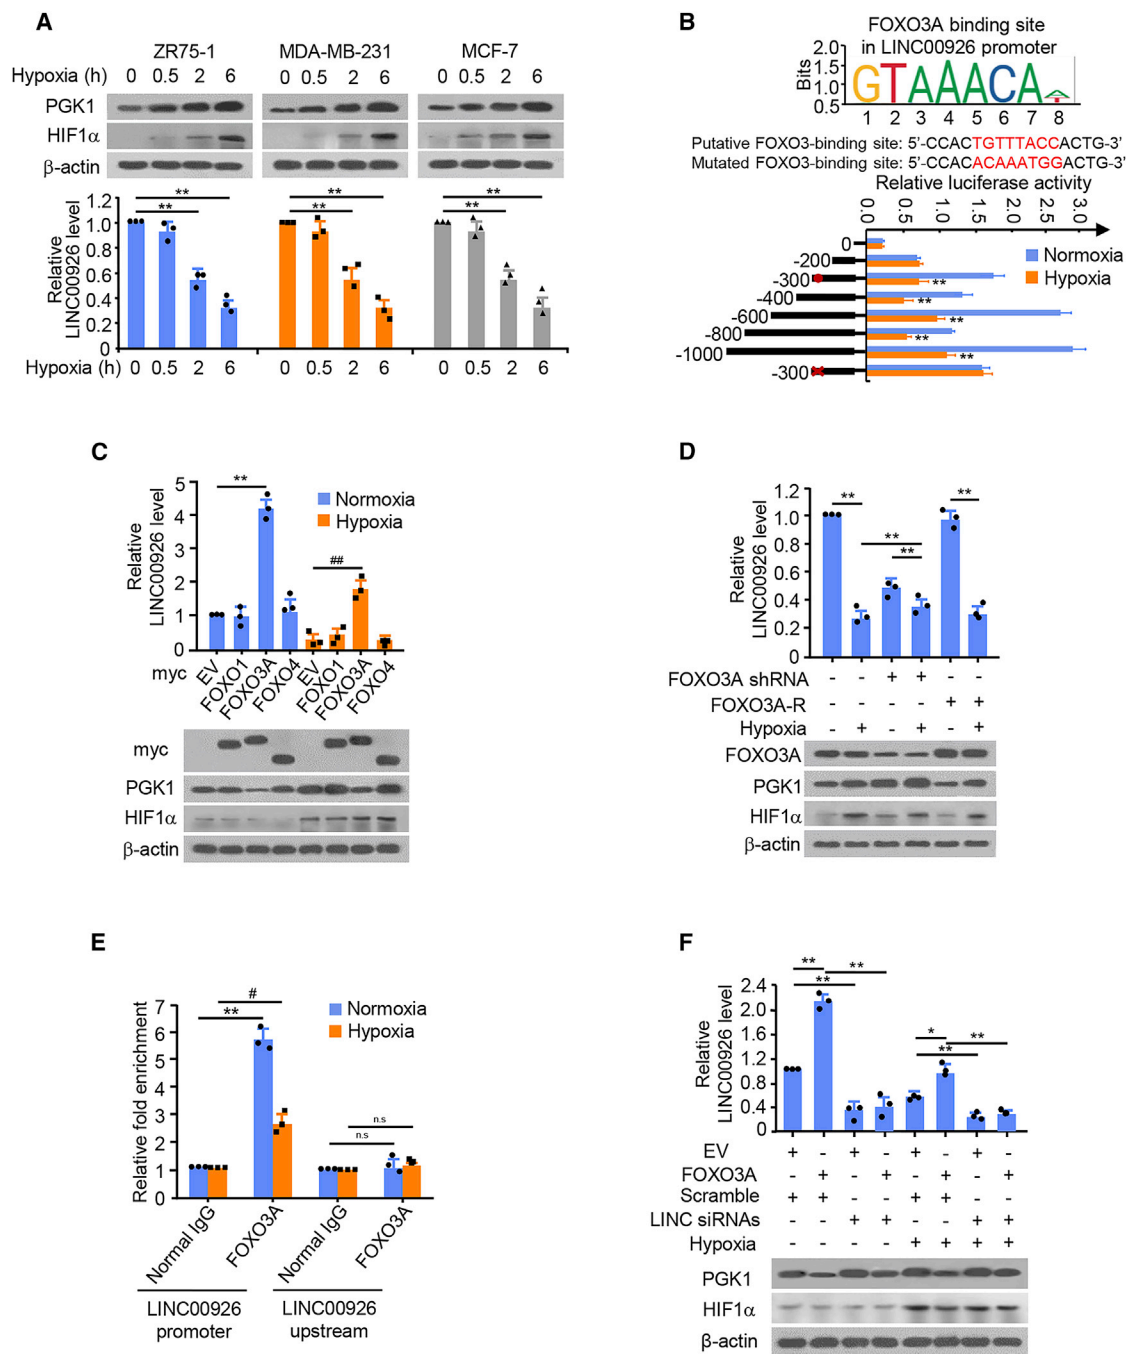 A
ZR75-1 MDA-MB-231 MCF-7
Hypoxia (h) 0 0.5 2 6 0 0.5 2 6 0 0.5 2 6
PGK1
HIF1α
β-actin
** ** **
** ** **
Relative
LINC00926 level
1.2
1.0
0.8
0.6
0.4
0.2
0
Hypoxia (h) 0 0.5 2 6 0 0.5 2 6 0 0.5 2 6
B
FOXO3A binding site
in LINC00926 promoter
Bits
2.0
1.5
1.0
0.5
GTAAACA
1 2 3 4 5 6 7 8
Putative FOXO3-binding site: 5'-CCACTGTTTACCACTG-3'
Mutated FOXO3-binding site: 5'-CCACACAAATGGACTG-3'
Relative luciferase activity
0.0 0.5 1.0 1.5 2.0 2.5 3.0
Normoxia
Hypoxia
0
-200
-300 **
-400 **
-600 **
-800 **
-1000 **
-300
C
Relative
LINC00926 level
5
4
3
2
1
0
**
##
Normoxia
Hypoxia
myc EV FOXO1 FOXO3A FOXO4 EV FOXO1 FOXO3A FOXO4
myc
PGK1
HIF1α
β-actin
D
Relative
LINC00926 level
1.2
1.0
0.8
0.6
0.4
0.2
0
** ** ** **
FOXO3A shRNA - - + + - -
FOXO3A-R - - - - + +
Hypoxia - + - + - +
FOXO3A
PGK1
HIF1α
β-actin
E
Relative fold enrichment
7
6
5
4
3
2
1
0
#
**
n.s
n.s
Normoxia
Hypoxia
Normal IgG FOXO3A Normal IgG FOXO3A
LINC00926 LINC00926
promoter upstream
F
Relative
LINC00926 level
2.4
2.0
1.2
0.8
0.4
0
** **
**
* **
**
EV + - + - + - + -
FOXO3A - + - + - + - +
Scramble + + - - + + - -
LINC siRNAs - - + + - - + +
Hypoxia - - - - + + + +
PGK1
HIF1α
β-actin